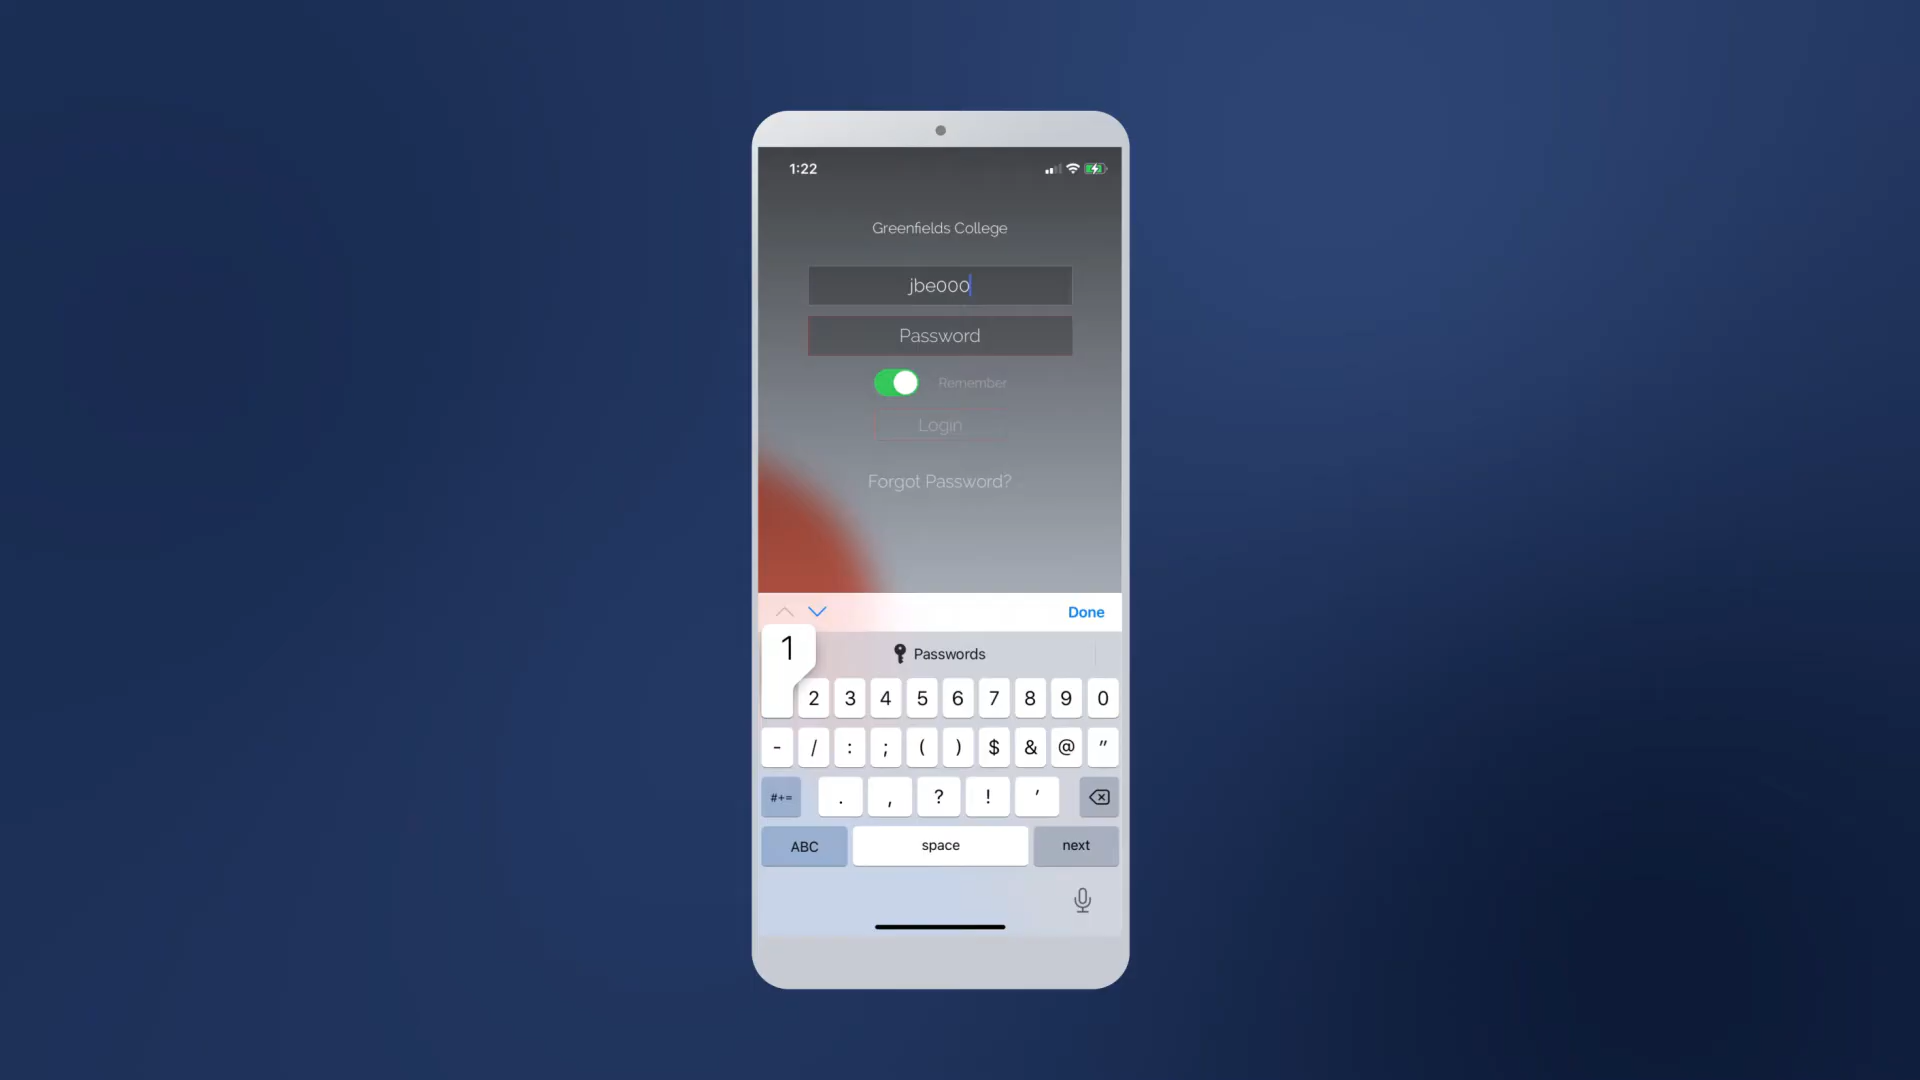 1:22
Greenfields College
jbe000
Password
Remember
Login
Forgot Password?
Done
1
Passwords
2 3 4 5 6 7 8 9 0
- / : ; ( ) $ & @ "
#+= . , ? ! '
ABC space next